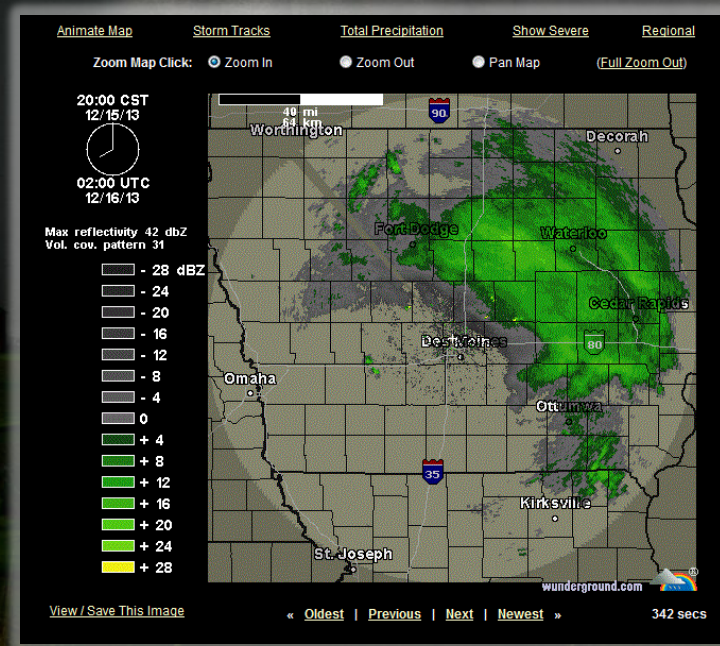 Animate Map Storm Tracks Total Precipitation Show Severe Regional
Zoom Map Click: Zoom In Zoom Out Pan Map (Full Zoom Out)
20:00 CST
12/15/13
02:00 UTC
12/16/13
Max reflectivity 42 dbZ
Vol. cov. pattern 31
- 28 dBZ
- 24
- 20
- 16
- 12
- 8
- 4
0
+ 4
+ 8
+ 12
+ 16
+ 20
+ 24
+ 28
40 mi
64 km
90
Worthington
Decorah
Fort Dodge
Waterloo
Cedar Rapids
Des Moines
80
Omaha
Ottumwa
35
Kirksville
St. Joseph
wunderground.com
®
View / Save This Image
« Oldest | Previous | Next | Newest »
342 secs